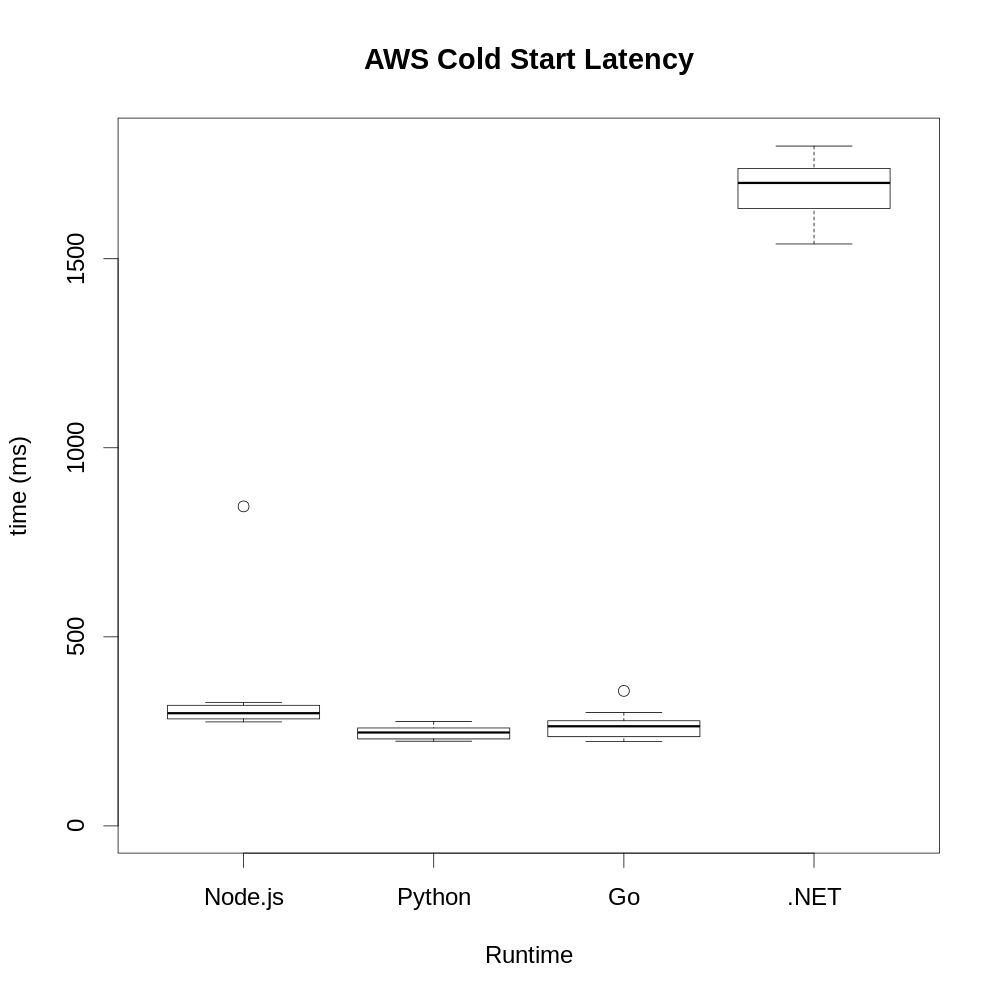 AWS Cold Start Latency
time (ms)
1500
1000
500
0
Node.js Python Go .NET
Runtime